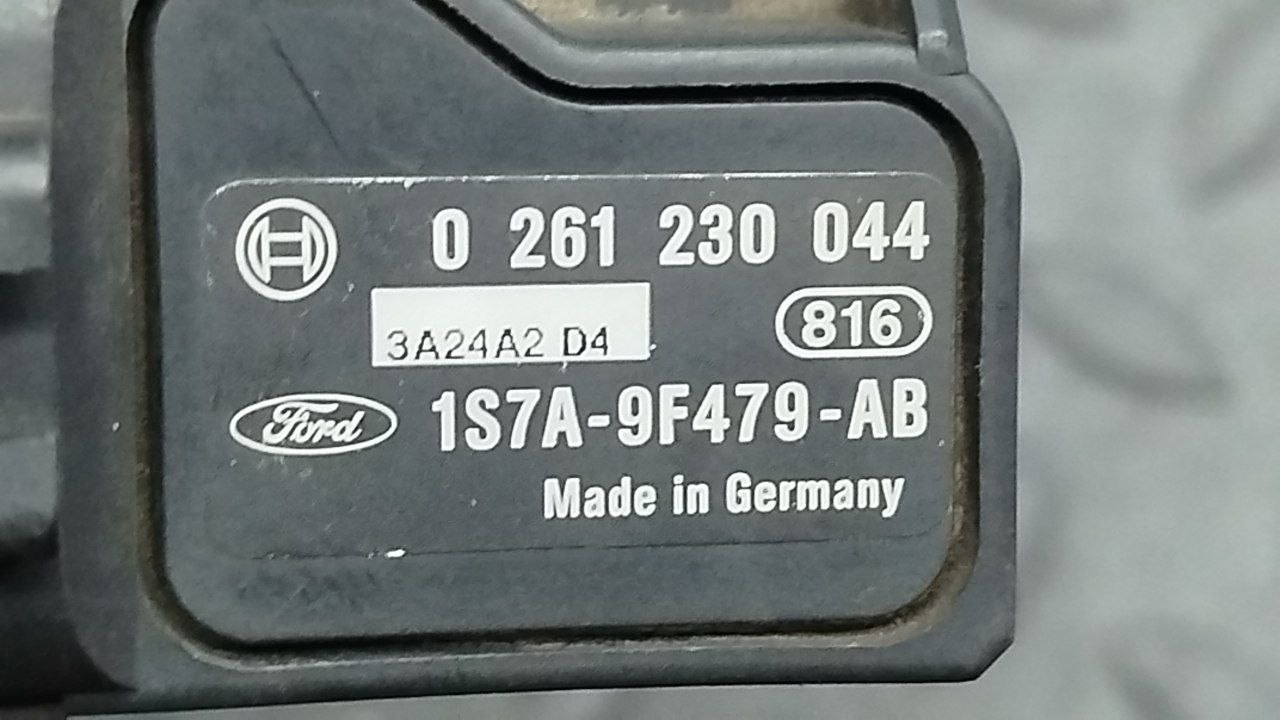 0 261 230 044
3A24A2 D4 816
Ford 1S7A-9F479-AB
Made in Germany